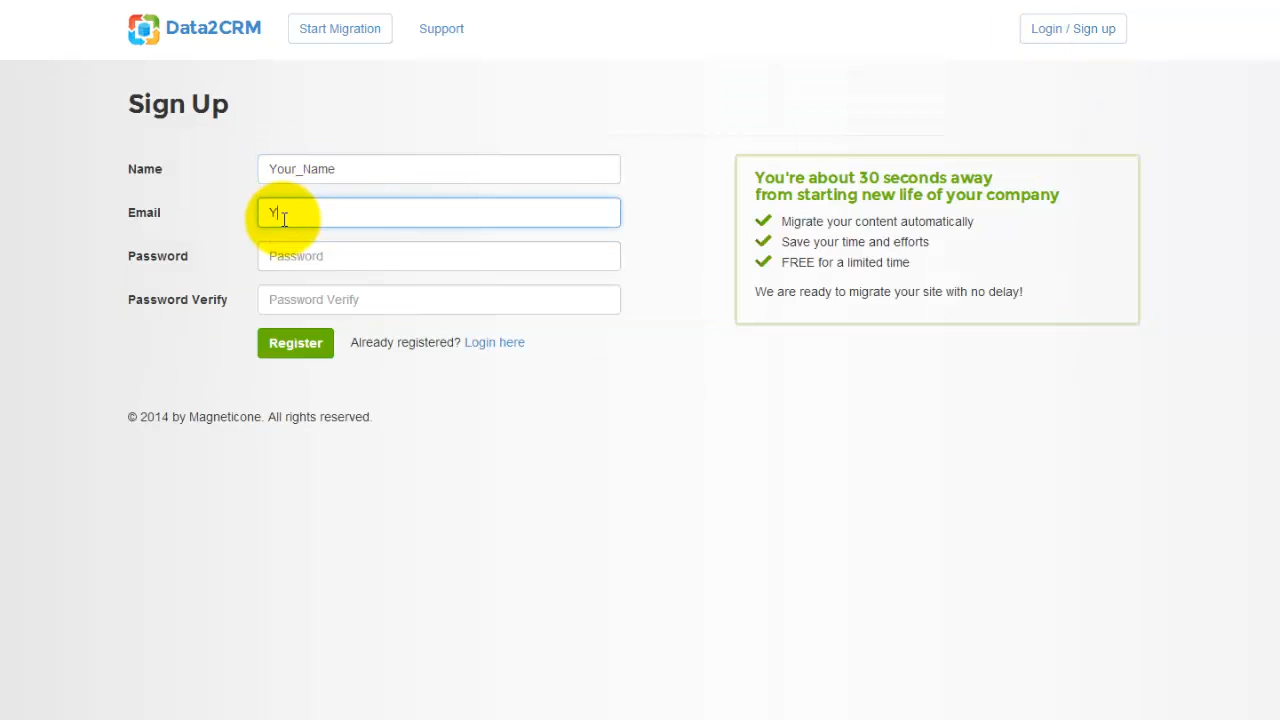 Data2CRM Start Migration Support Login / Sign up
Sign Up
Name Your_Name
Email Y
Password Password
Password Verify Password Verify
Register Already registered? Login here
You're about 30 seconds away
from starting new life of your company
Migrate your content automatically
Save your time and efforts
FREE for a limited time
We are ready to migrate your site with no delay!
© 2014 by Magneticone. All rights reserved.